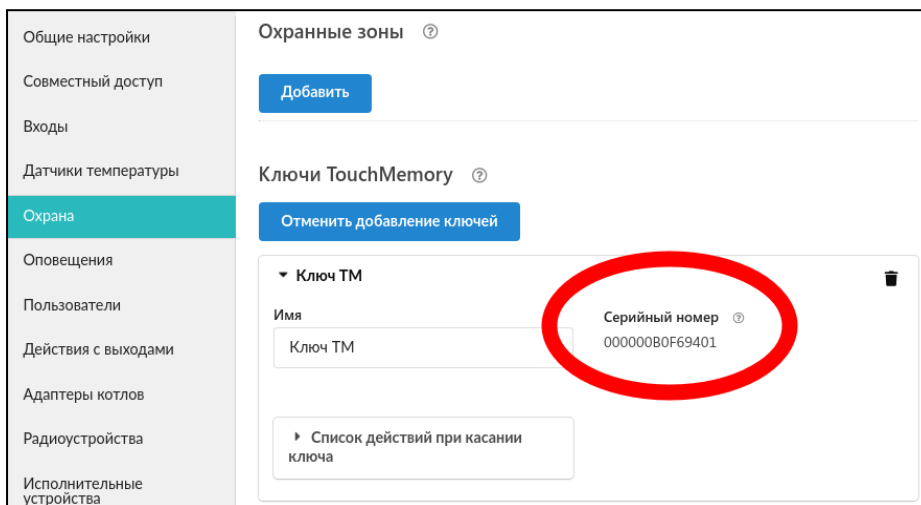 Общие настройки
Совместный доступ
Входы
Датчики температуры
Охрана
Оповещения
Пользователи
Действия с выходами
Адаптеры котлов
Радиоустройства
Исполнительные
устройства
Охранные зоны ?
Добавить
Ключи TouchMemory ?
Отменить добавление ключей
Ключ ТМ
Имя
Ключ ТМ
Серийный номер ?
000000B0F69401
Список действий при касании
ключа